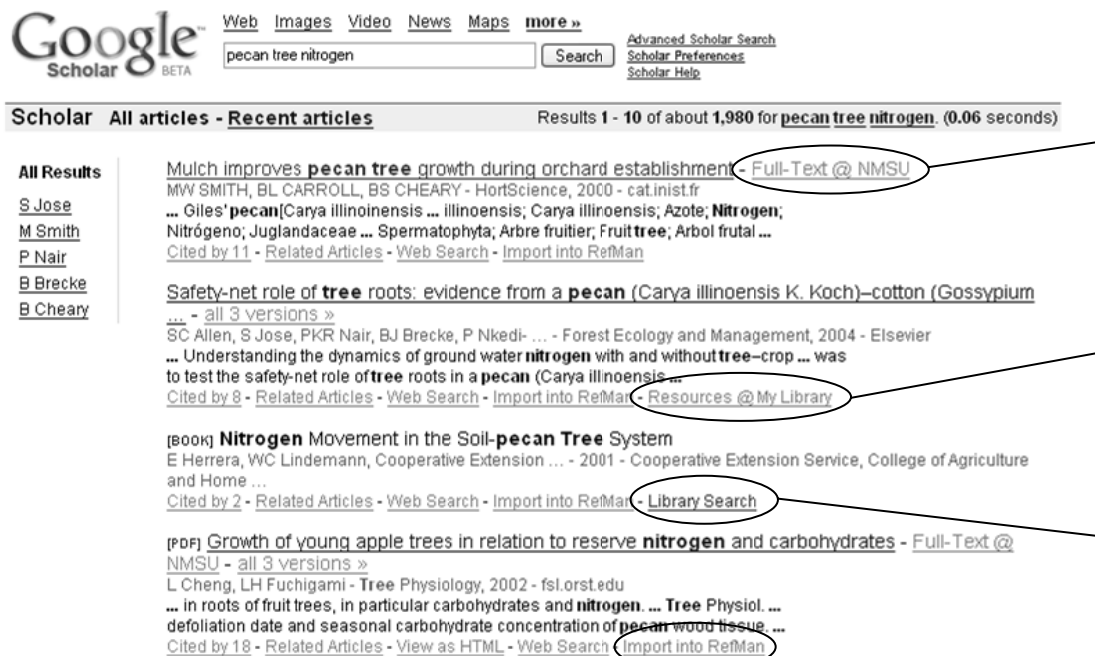 Web Images Video News Maps more »
Google™
Scholar BETA
pecan tree nitrogen
Search
Advanced Scholar Search
Scholar Preferences
Scholar Help
Scholar All articles - Recent articles
Results 1 - 10 of about 1,980 for pecan tree nitrogen. (0.06 seconds)
All Results
S Jose
M Smith
P Nair
B Brecke
B Cheary
Mulch improves pecan tree growth during orchard establishment - Full-Text @ NMSU
MW SMITH, BL CARROLL, BS CHEARY - HortScience, 2000 - cat.inist.fr
... Giles' pecan[Carya illinoinensis ... illinoensis; Carya illinoensis; Azote; Nitrogen;
Nitrógeno; Juglandaceae ... Spermatophyta; Arbre fruitier; Fruit tree; Arbol frutal ...
Cited by 11 - Related Articles - Web Search - Import into RefMan
Safety-net role of tree roots: evidence from a pecan (Carya illinoensis K. Koch)–cotton (Gossypium
... - all 3 versions »
SC Allen, S Jose, PKR Nair, BJ Brecke, P Nkedi- ... - Forest Ecology and Management, 2004 - Elsevier
... Understanding the dynamics of ground water nitrogen with and without tree–crop ... was
to test the safety-net role of tree roots in a pecan (Carya illinoensis ...
Cited by 8 - Related Articles - Web Search - Import into RefMan - Resources @ My Library
[BOOK] Nitrogen Movement in the Soil-pecan Tree System
E Herrera, WC Lindemann, Cooperative Extension ... - 2001 - Cooperative Extension Service, College of Agriculture
and Home ...
Cited by 2 - Related Articles - Web Search - Import into RefMan - Library Search
[PDF] Growth of young apple trees in relation to reserve nitrogen and carbohydrates - Full-Text @
NMSU - all 3 versions »
L Cheng, LH Fuchigami - Tree Physiology, 2002 - fsl.orst.edu
... in roots of fruit trees, in particular carbohydrates and nitrogen. ... Tree Physiol. ...
defoliation date and seasonal carbohydrate concentration of pecan wood tissue. ...
Cited by 18 - Related Articles - View as HTML - Web Search - Import into RefMan